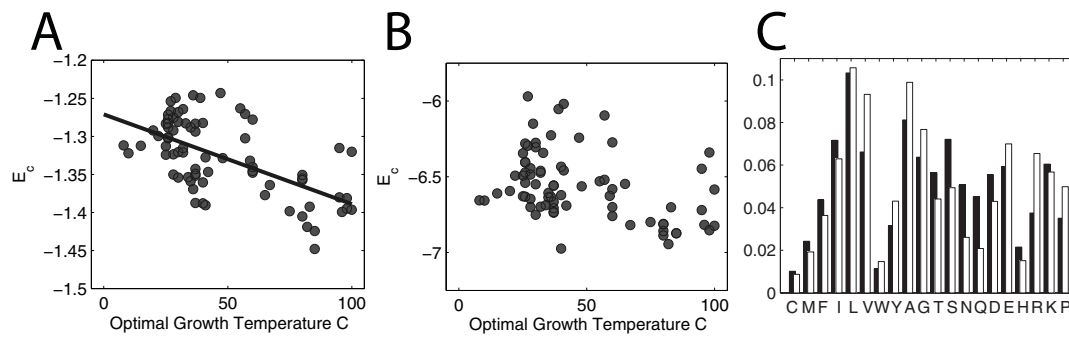 A
−1.2
−1.25
−1.3
−1.35
−1.4
−1.45
−1.5
E_c
0
50
100
Optimal Growth Temperature C
B
−6
−6.5
−7
E_c
0
50
100
Optimal Growth Temperature C
C
0.1
0.08
0.06
0.04
0.02
0
C M F I L V W Y A G T S N Q D E H R K P